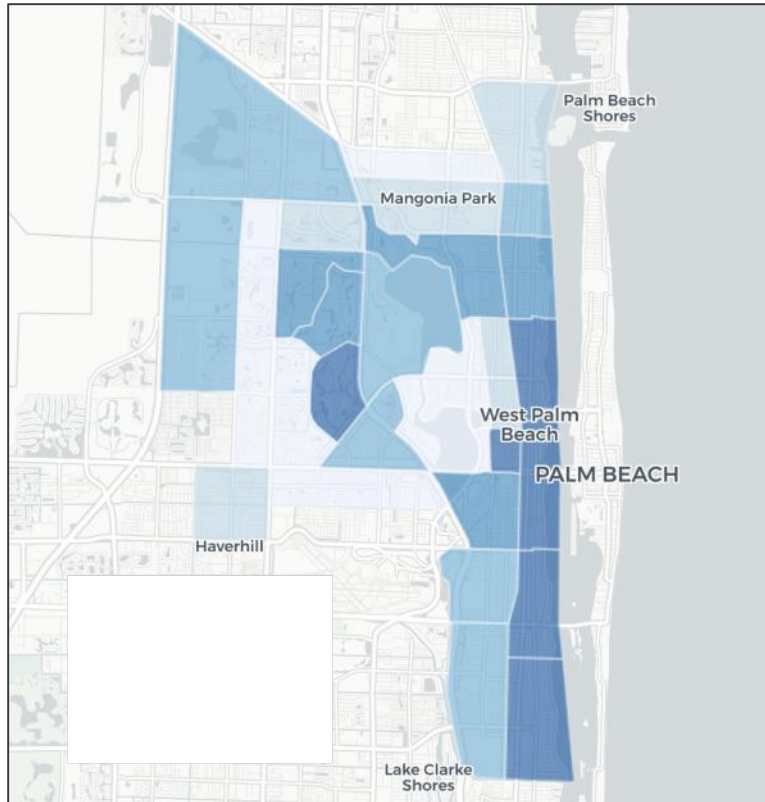 Palm Beach
Shores
Mangonia Park
West Palm
Beach
PALM BEACH
Haverhill
Lake Clarke
Shores